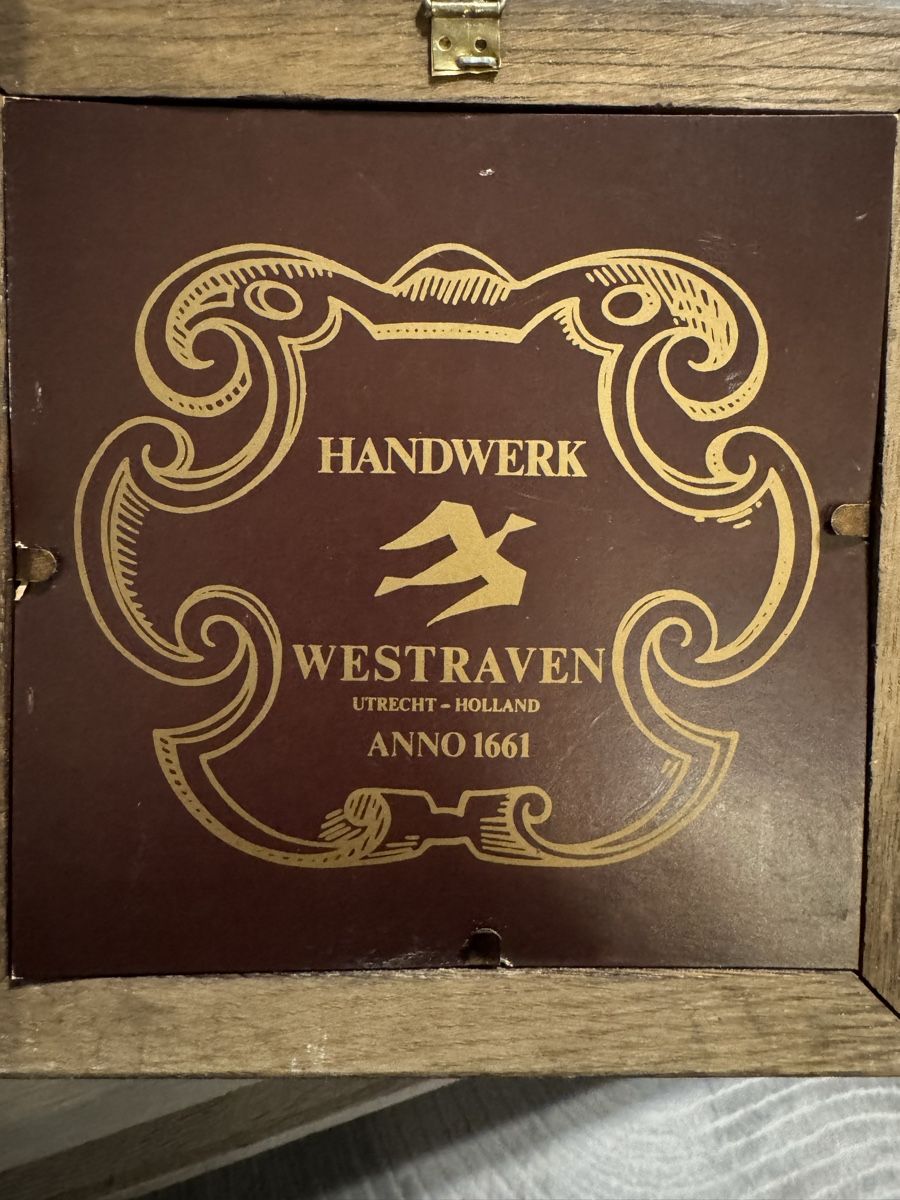 HANDWERK
WESTRAVEN
UTRECHT - HOLLAND
ANNO 1661